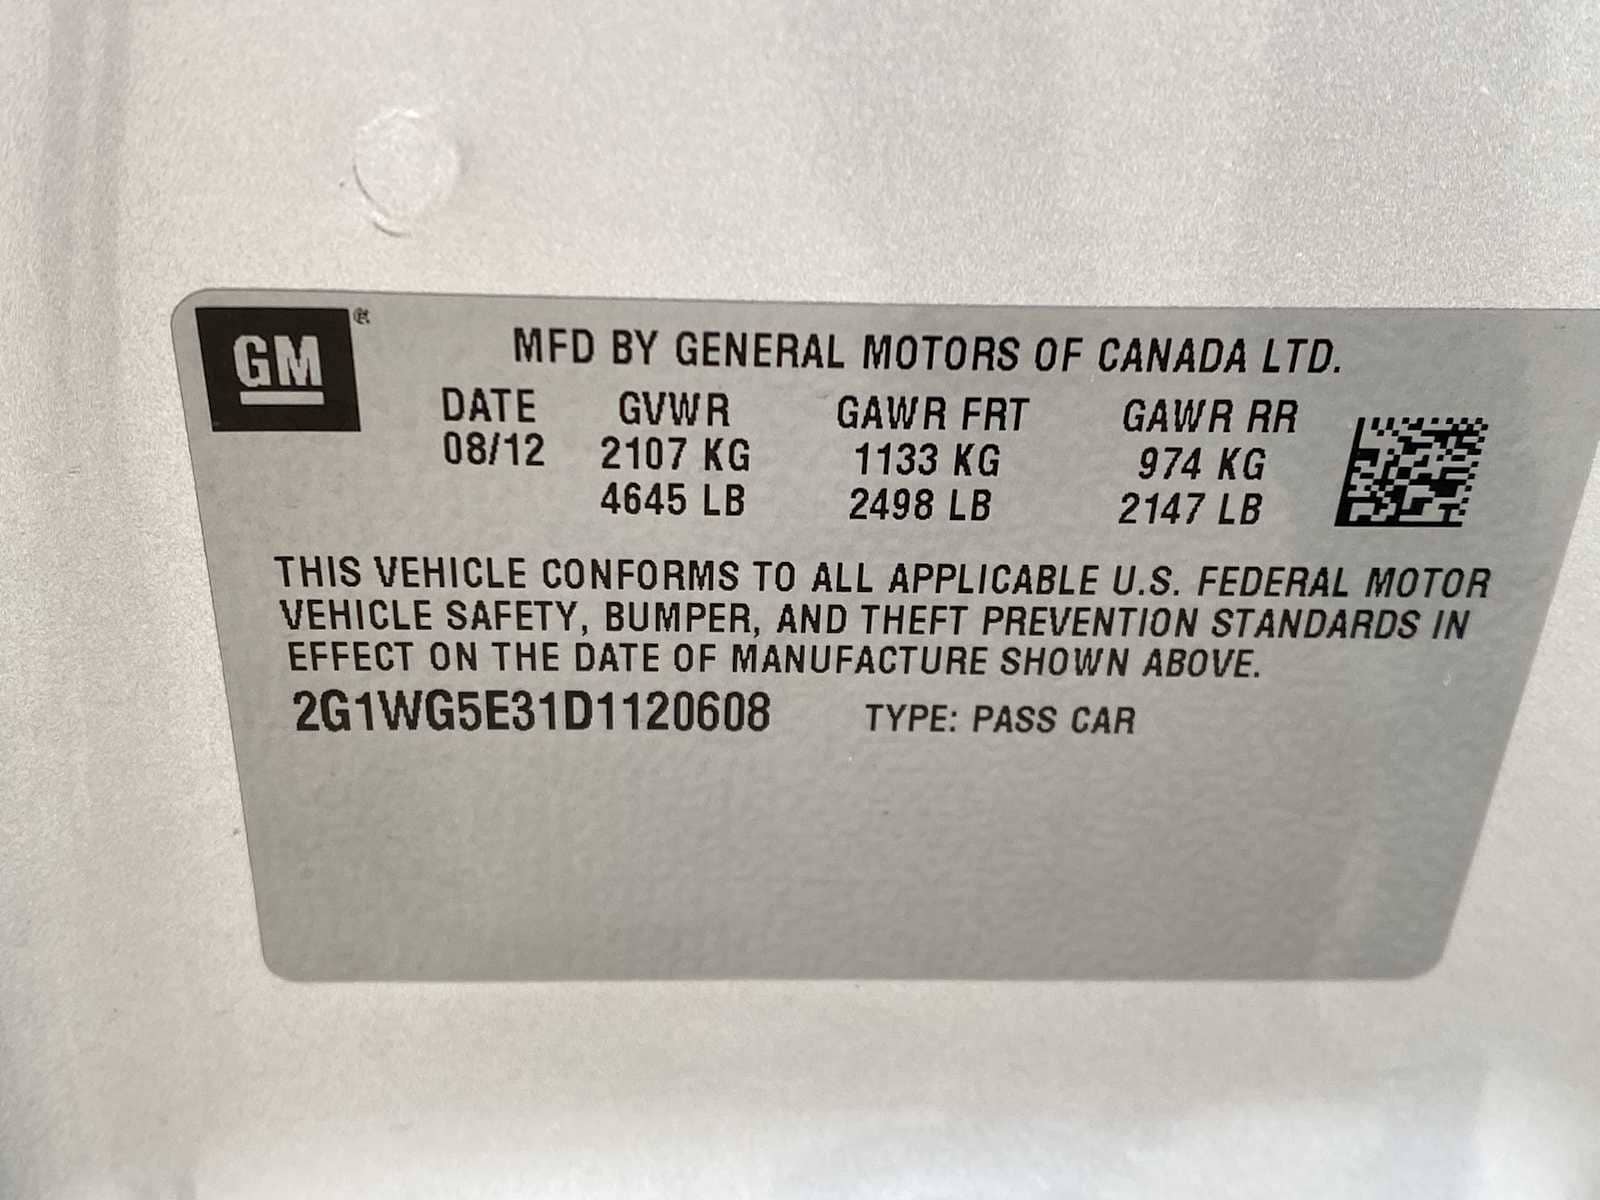 GM®
MFD BY GENERAL MOTORS OF CANADA LTD.
DATE GVWR GAWR FRT GAWR RR
08/12 2107 KG 1133 KG 974 KG
4645 LB 2498 LB 2147 LB
THIS VEHICLE CONFORMS TO ALL APPLICABLE U.S. FEDERAL MOTOR
VEHICLE SAFETY, BUMPER, AND THEFT PREVENTION STANDARDS IN
EFFECT ON THE DATE OF MANUFACTURE SHOWN ABOVE.
2G1WG5E31D1120608 TYPE: PASS CAR